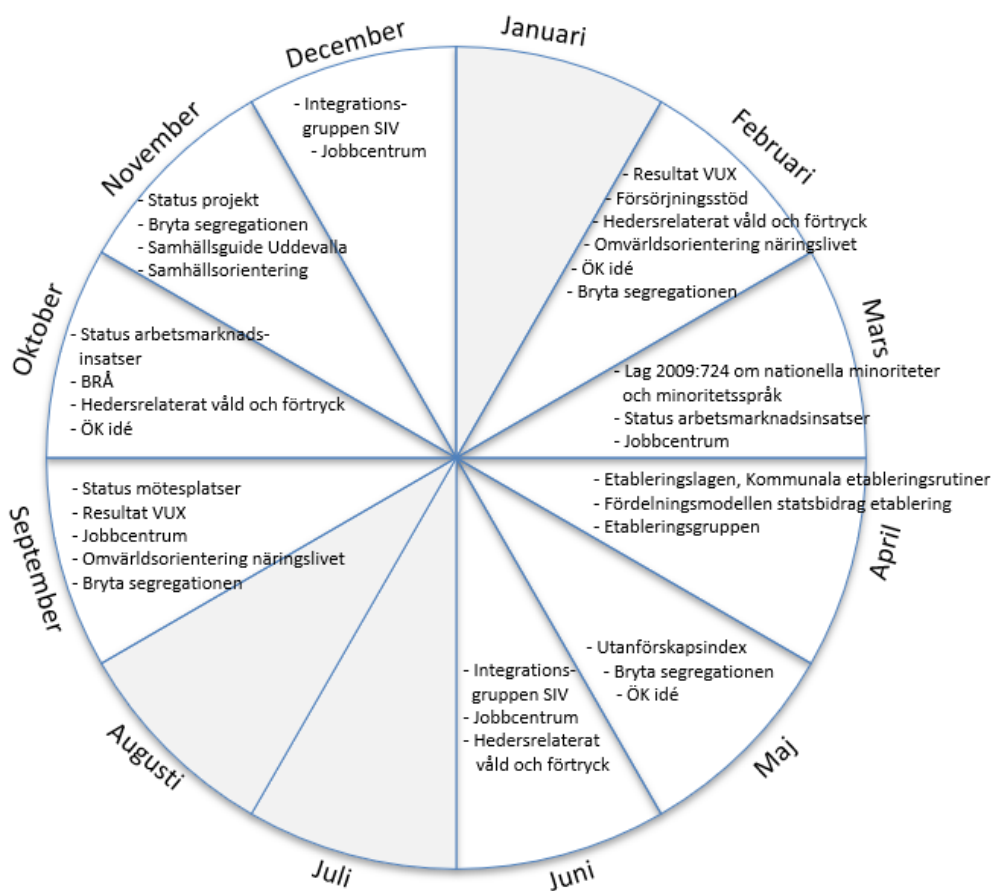 Januari
Februari
- Resultat VUX
- Försörjningsstöd
- Hedersrelaterat våld och förtryck
- Omvärldsorientering näringslivet
- ÖK idé
- Bryta segregationen
Mars
- Lag 2009:724 om nationella minoriteter
och minoritetsspråk
- Status arbetsmarknadsinsatser
- Jobbcentrum
April
- Etableringslagen, Kommunala etableringsrutiner
- Fördelningsmodellen statsbidrag etablering
- Etableringsgruppen
Maj
- Utanförskapsindex
- Bryta segregationen
- ÖK idé
Juni
- Integrations-
gruppen SIV
- Jobbcentrum
- Hedersrelaterat
våld och förtryck
Juli
Augusti
September
- Status mötesplatser
- Resultat VUX
- Jobbcentrum
- Omvärldsorientering näringslivet
- Bryta segregationen
Oktober
- Status arbetsmarknads-
insatser
- BRÅ
- Hedersrelaterat våld och förtryck
- ÖK idé
November
- Status projekt
- Bryta segregationen
- Samhällsguide Uddevalla
- Samhällsorientering
December
- Integrations-
gruppen SIV
- Jobbcentrum